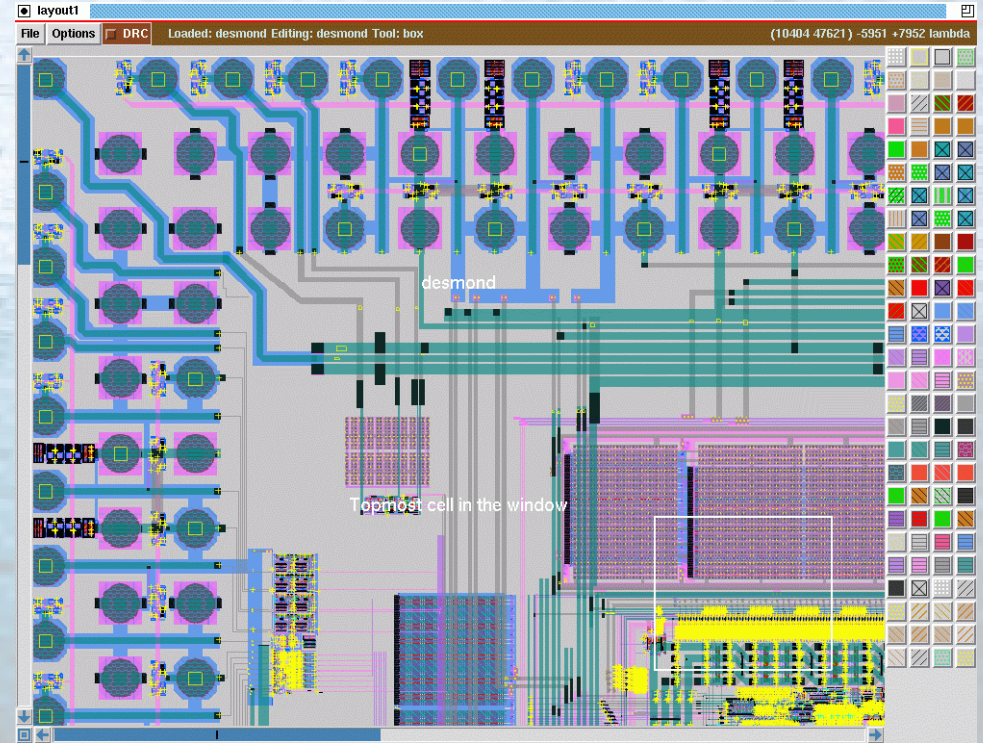 layout1
File Options DRC Loaded: desmond Editing: desmond Tool: box (10404 47621) -5951 +7952 lambda
desmond
Topmost cell in the window